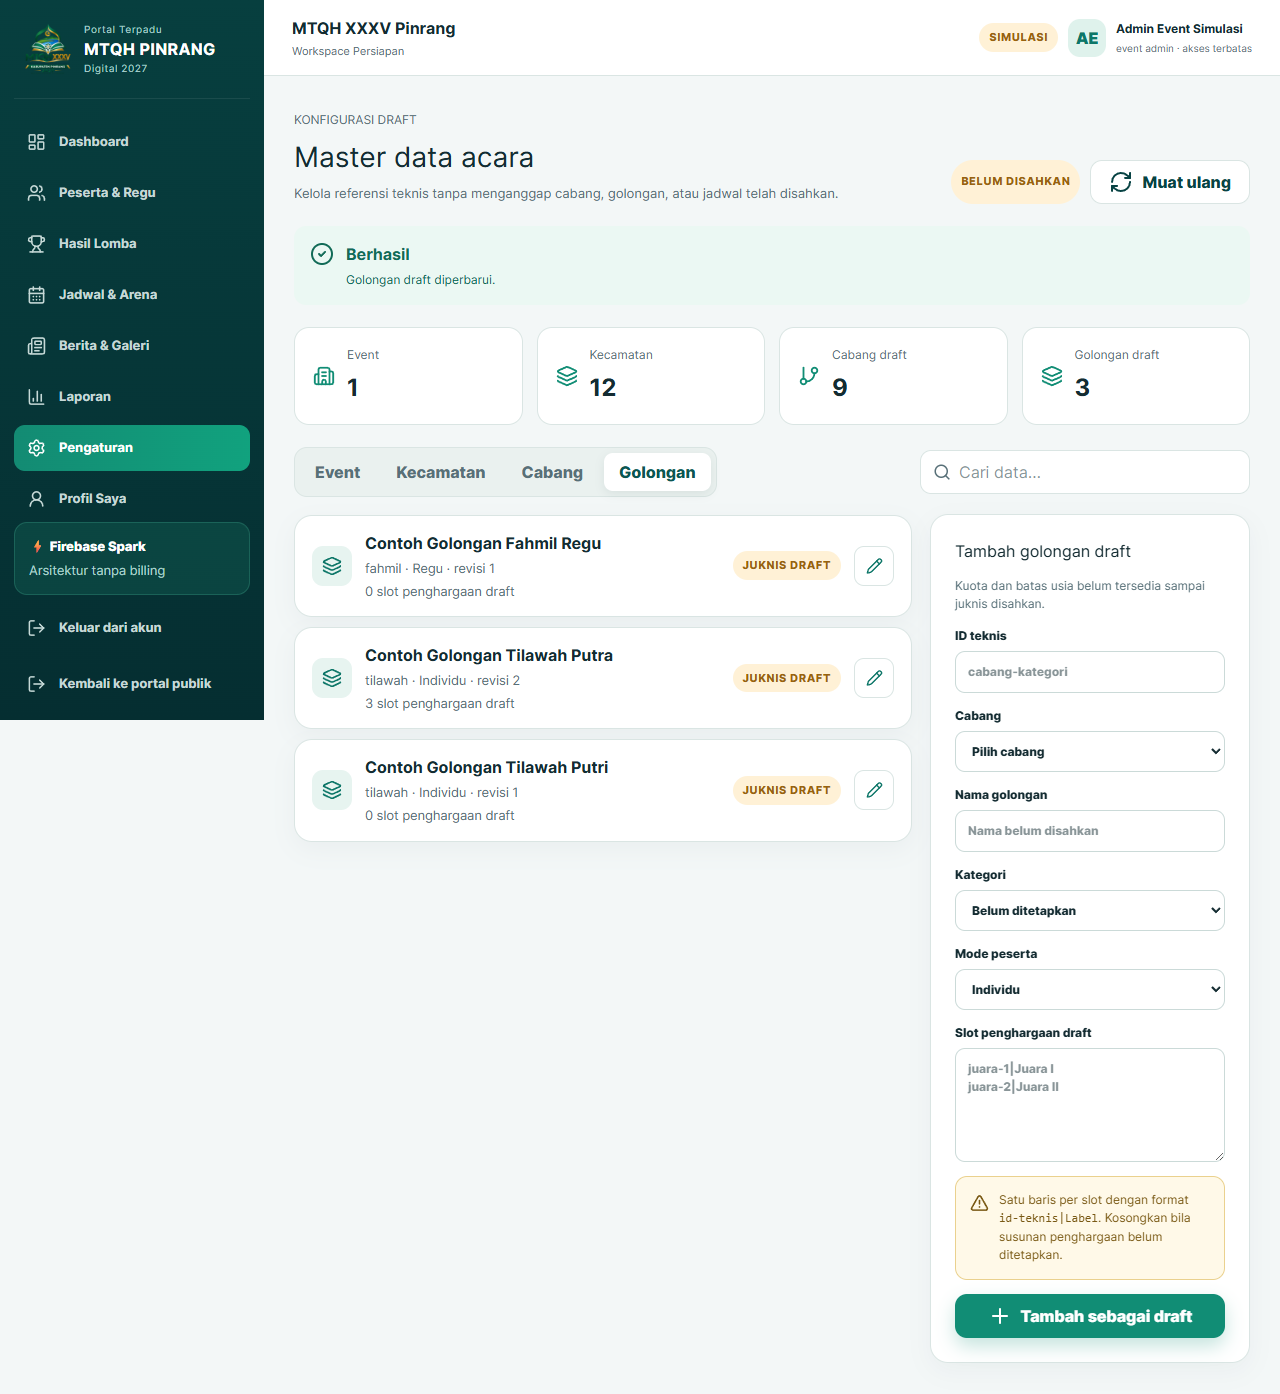 Portal Terpadu
MTQH PINRANG
Digital 2027
Dashboard
Peserta & Regu
Hasil Lomba
Jadwal & Arena
Berita & Galeri
Laporan
Pengaturan
Profil Saya
Firebase Spark
Arsitektur tanpa billing
Keluar dari akun
Kembali ke portal publik
MTQH XXXV Pinrang
Workspace Persiapan
SIMULASI
AE
Admin Event Simulasi
event admin · akses terbatas
KONFIGURASI DRAFT
Master data acara
Kelola referensi teknis tanpa menganggap cabang, golongan, atau jadwal telah disahkan.
BELUM DISAHKAN
Muat ulang
Berhasil
Golongan draft diperbarui.
Event
1
Kecamatan
12
Cabang draft
9
Golongan draft
3
Event
Kecamatan
Cabang
Golongan
Cari data...
Contoh Golongan Fahmil Regu
fahmil · Regu · revisi 1
0 slot penghargaan draft
JUKNIS DRAFT
Contoh Golongan Tilawah Putra
tilawah · Individu · revisi 2
3 slot penghargaan draft
JUKNIS DRAFT
Contoh Golongan Tilawah Putri
tilawah · Individu · revisi 1
0 slot penghargaan draft
JUKNIS DRAFT
Tambah golongan draft
Kuota dan batas usia belum tersedia sampai
juknis disahkan.
ID teknis
cabang-kategori
Cabang
Pilih cabang
Nama golongan
Nama belum disahkan
Kategori
Belum ditetapkan
Mode peserta
Individu
Slot penghargaan draft
juara-1|Juara I
juara-2|Juara II
Satu baris per slot dengan format
id-teknis|Label. Kosongkan bila
susunan penghargaan belum
ditetapkan.
Tambah sebagai draft